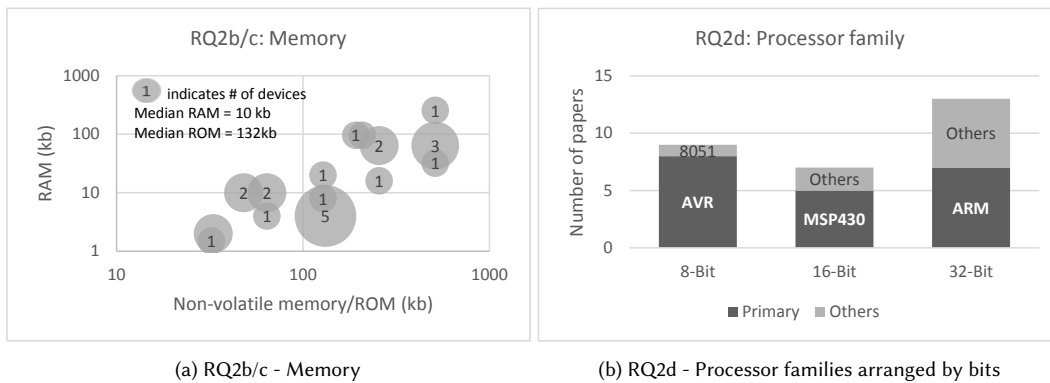 RQ2b/c: Memory
1000
100
10
1
RAM (kb)
1 indicates # of devices
Median RAM = 10 kb
Median ROM = 132kb
1
1
2
3
1
1
1
2
2
1
1
5
1
10
100
1000
Non-volatile memory/ROM (kb)
(a) RQ2b/c - Memory
RQ2d: Processor family
15
10
5
0
Number of papers
8051
AVR
Others
MSP430
Others
ARM
8-Bit
16-Bit
32-Bit
Primary
Others
(b) RQ2d - Processor families arranged by bits